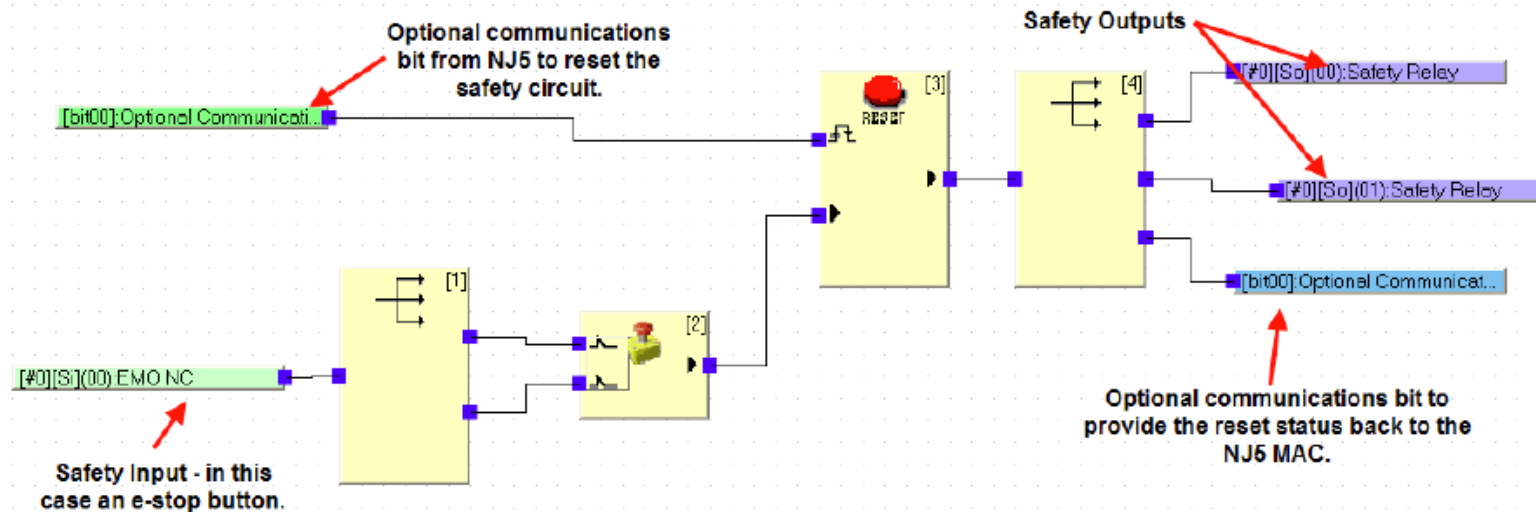 Optional communications
bit from NJ5 to reset the
safety circuit.
Safety Outputs
[bit00]:Optional Communicati...
[3]
RESET
[4]
[#0][So](00):Safety Relay
[#0][So](01):Safety Relay
[bit00]:Optional Communicat...
[1]
[2]
[#0][Si](00):EMO NC
Safety Input - in this
case an e-stop button.
Optional communications bit to
provide the reset status back to the
NJ5 MAC.